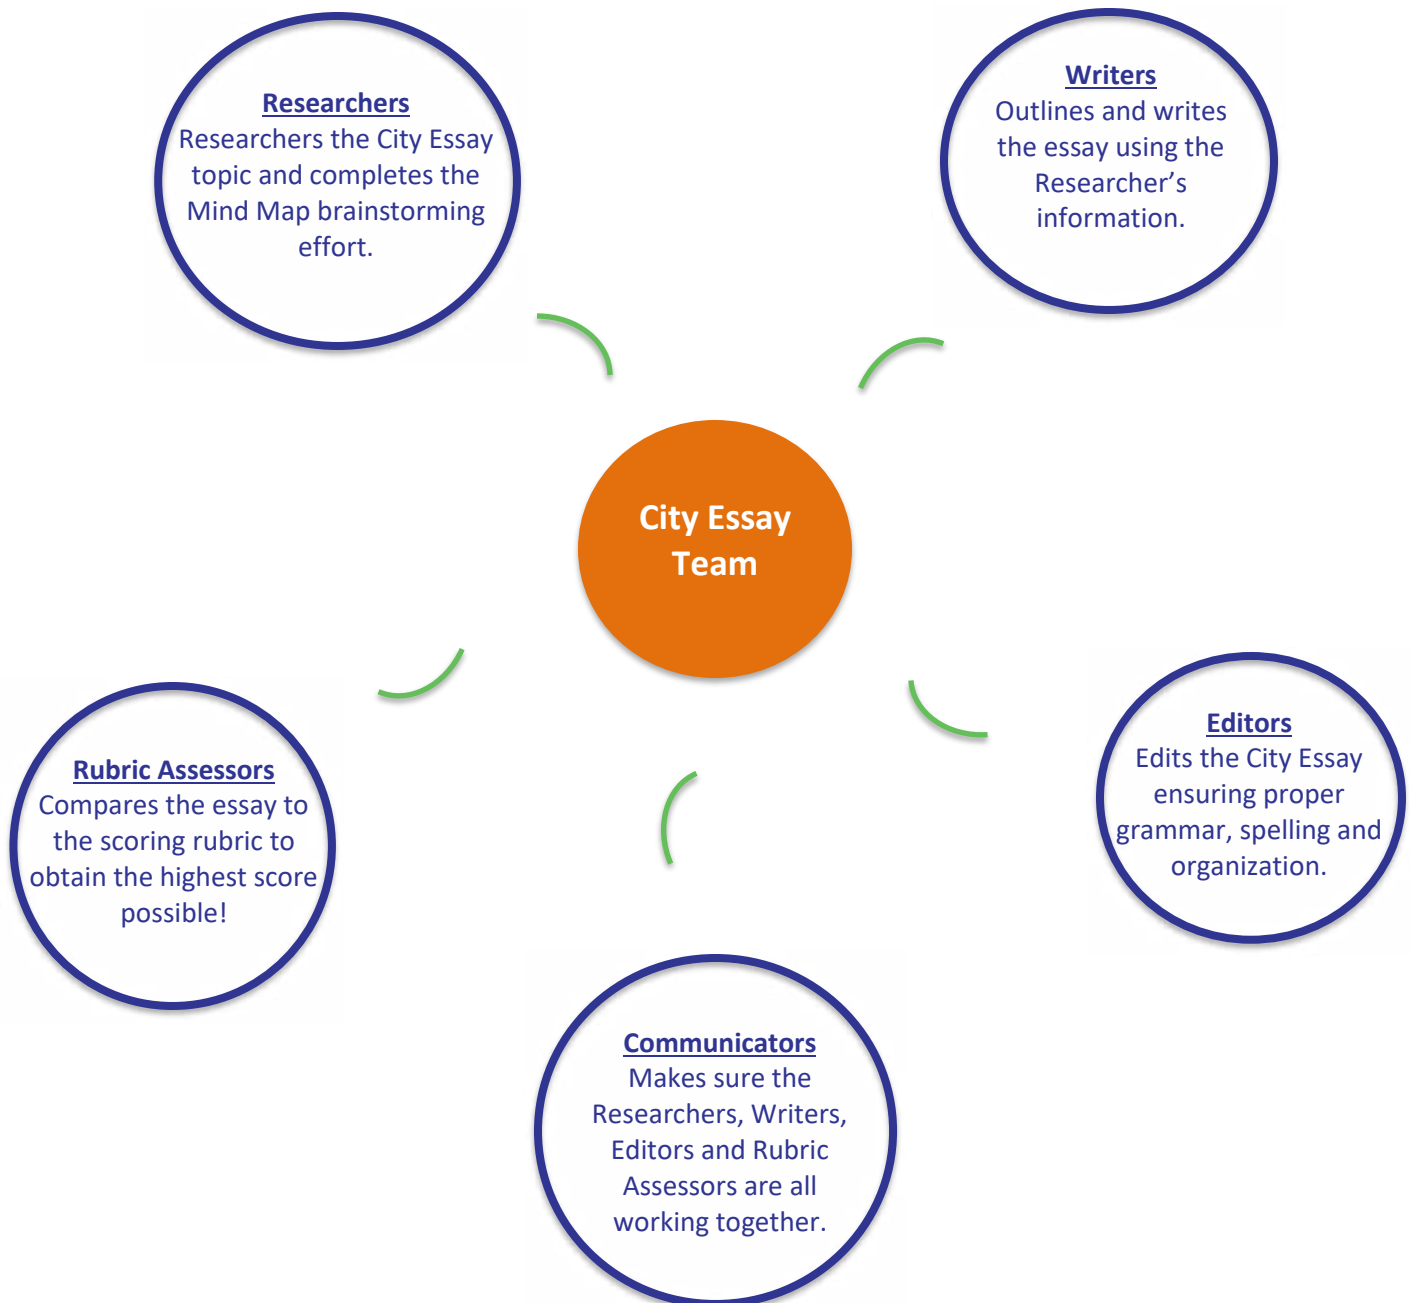 Researchers
Researchers the City Essay
topic and completes the
Mind Map brainstorming
effort.
Writers
Outlines and writes
the essay using the
Researcher’s
information.
City Essay
Team
Rubric Assessors
Compares the essay to
the scoring rubric to
obtain the highest score
possible!
Editors
Edits the City Essay
ensuring proper
grammar, spelling and
organization.
Communicators
Makes sure the
Researchers, Writers,
Editors and Rubric
Assessors are all
working together.